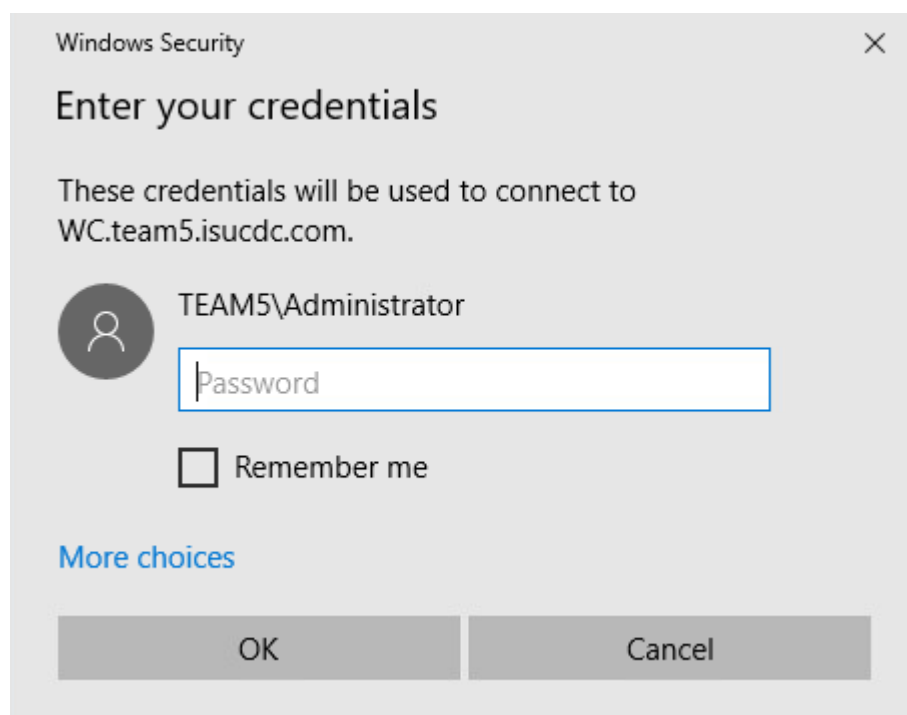 Windows Security
Enter your credentials
These credentials will be used to connect to
WC.team5.isucdc.com.
TEAM5\Administrator
Password
Remember me
More choices
OK
Cancel